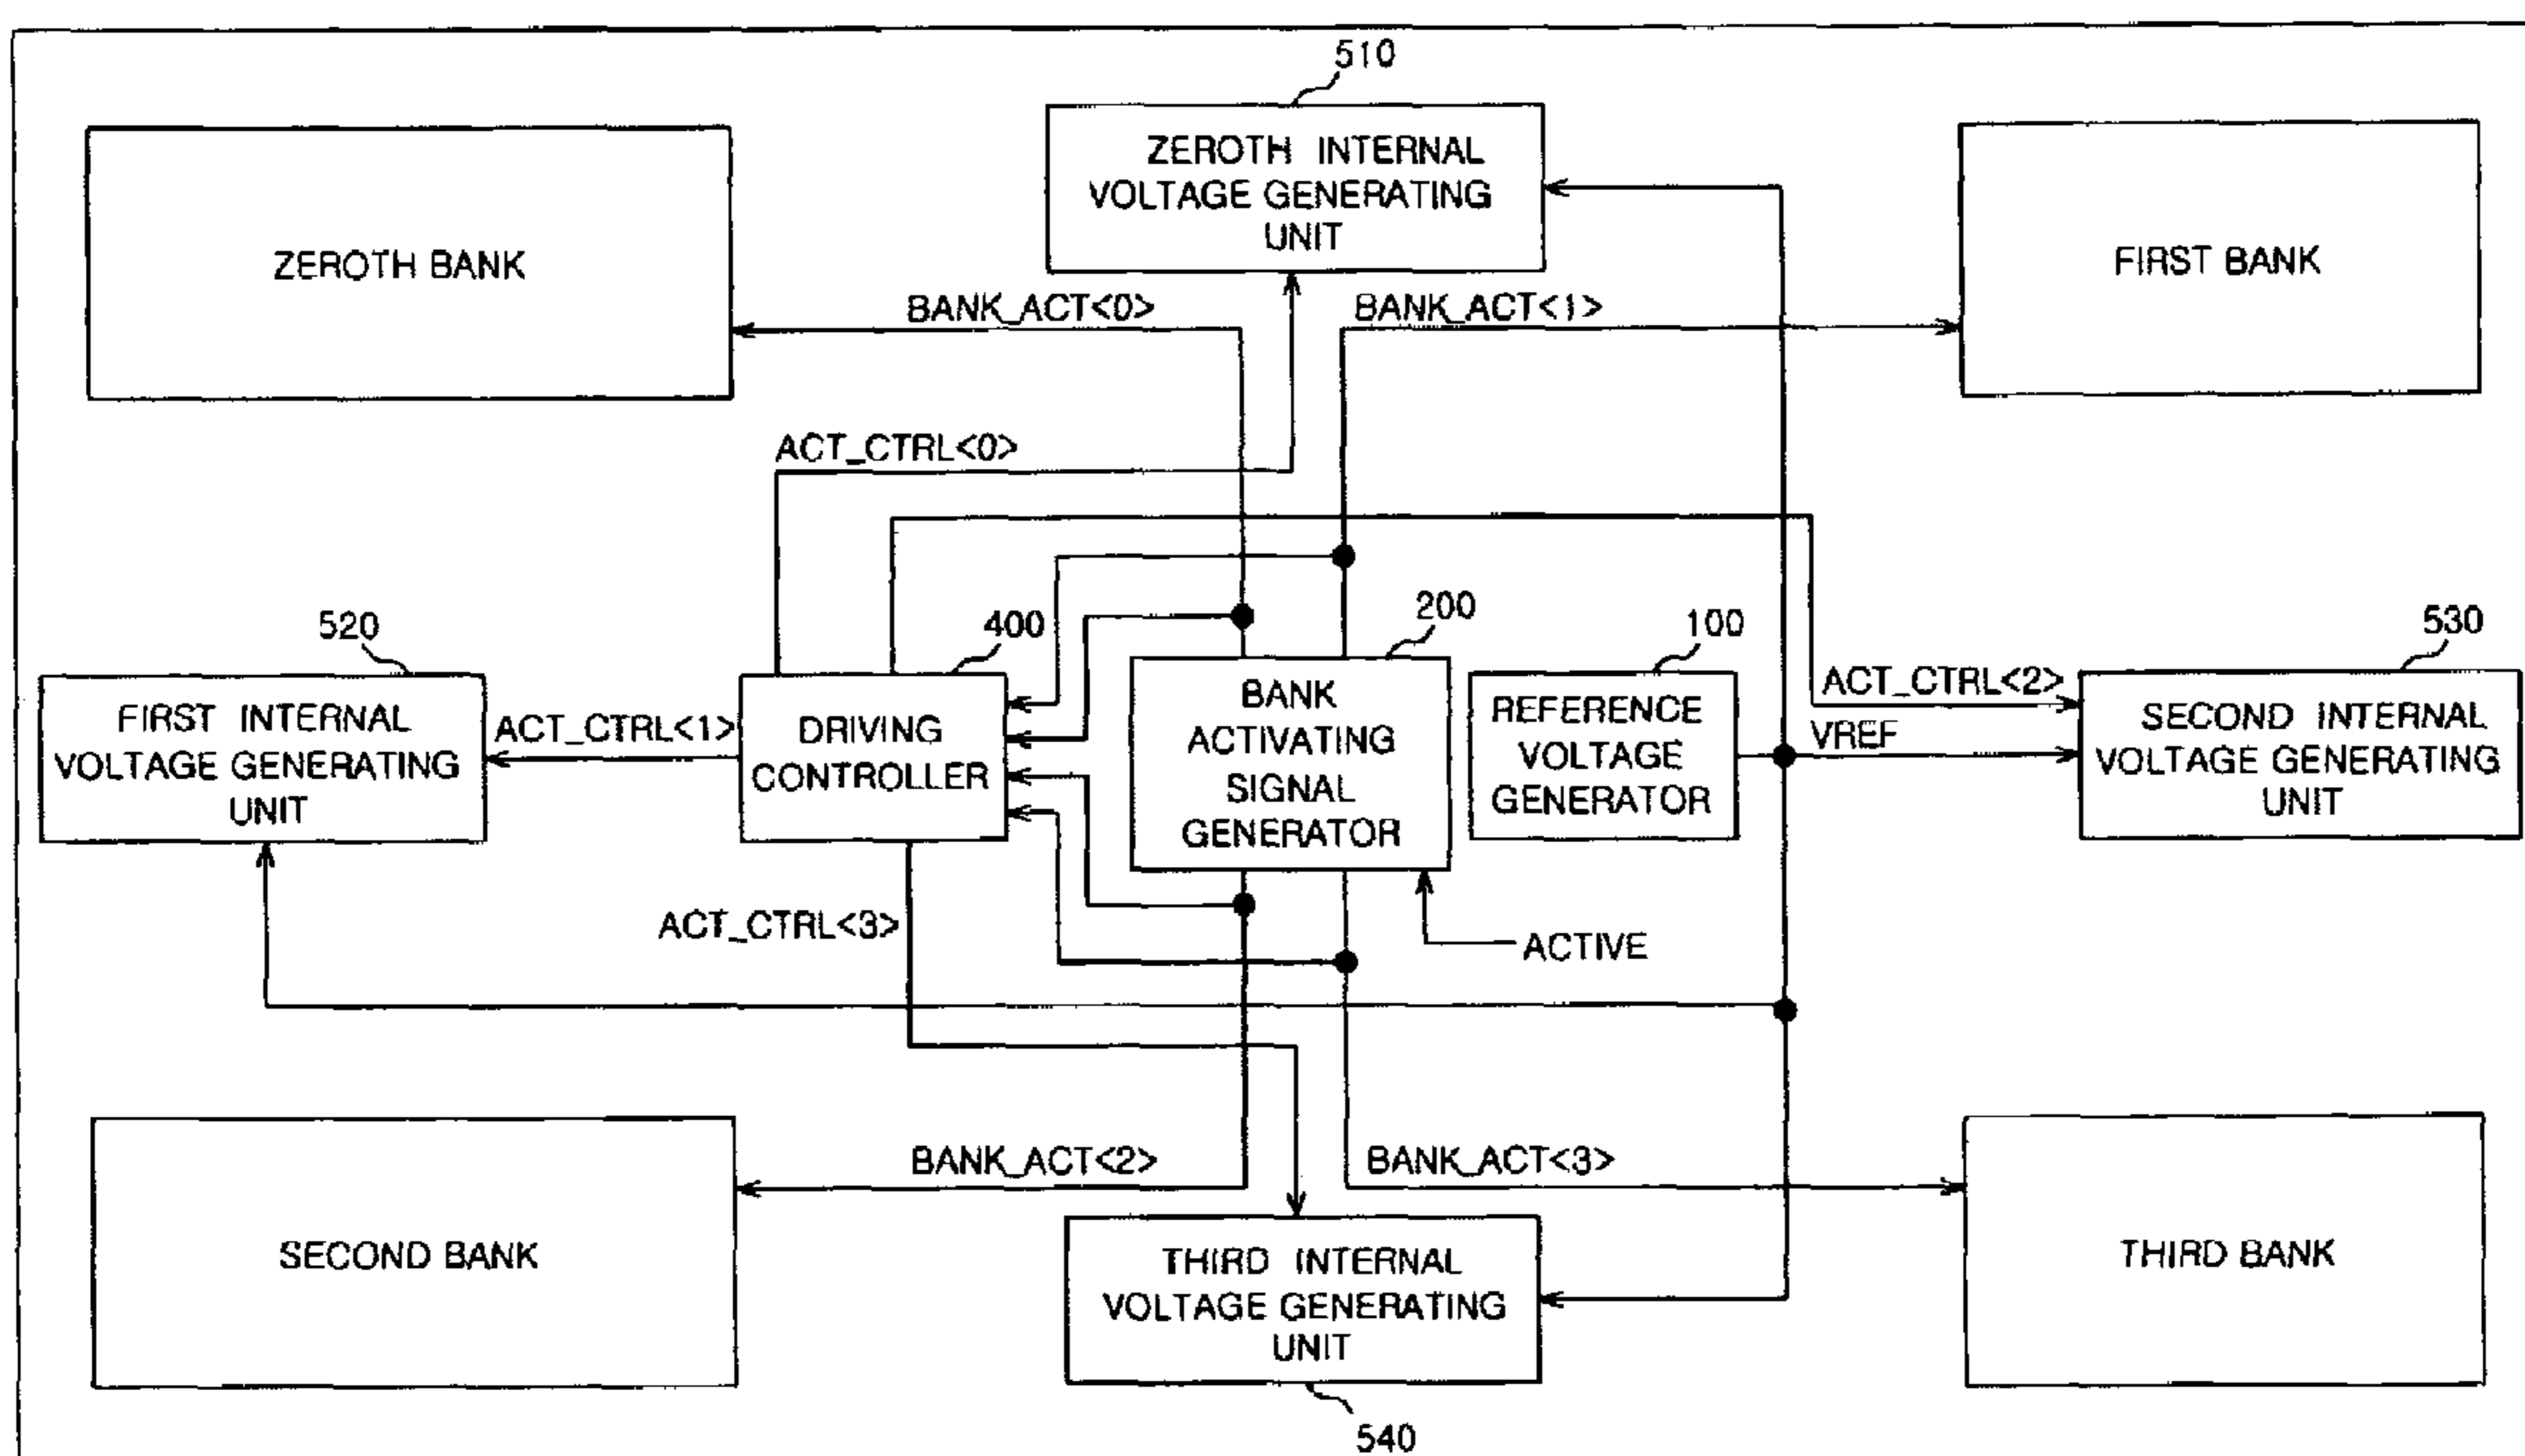 510
ZEROTH INTERNAL
VOLTAGE GENERATING
UNIT
ZEROTH BANK
FIRST BANK
BANK_ACT<0>
BANK_ACT<1>
ACT_CTRL<0>
520
400
200
100
530
FIRST INTERNAL
VOLTAGE GENERATING
UNIT
ACT_CTRL<1>
DRIVING
CONTROLLER
BANK
ACTIVATING
SIGNAL
GENERATOR
REFERENCE
VOLTAGE
GENERATOR
ACT_CTRL<2>
VREF
SECOND INTERNAL
VOLTAGE GENERATING
UNIT
ACT_CTRL<3>
ACTIVE
BANK_ACT<2>
BANK_ACT<3>
SECOND BANK
THIRD INTERNAL
VOLTAGE GENERATING
UNIT
THIRD BANK
540